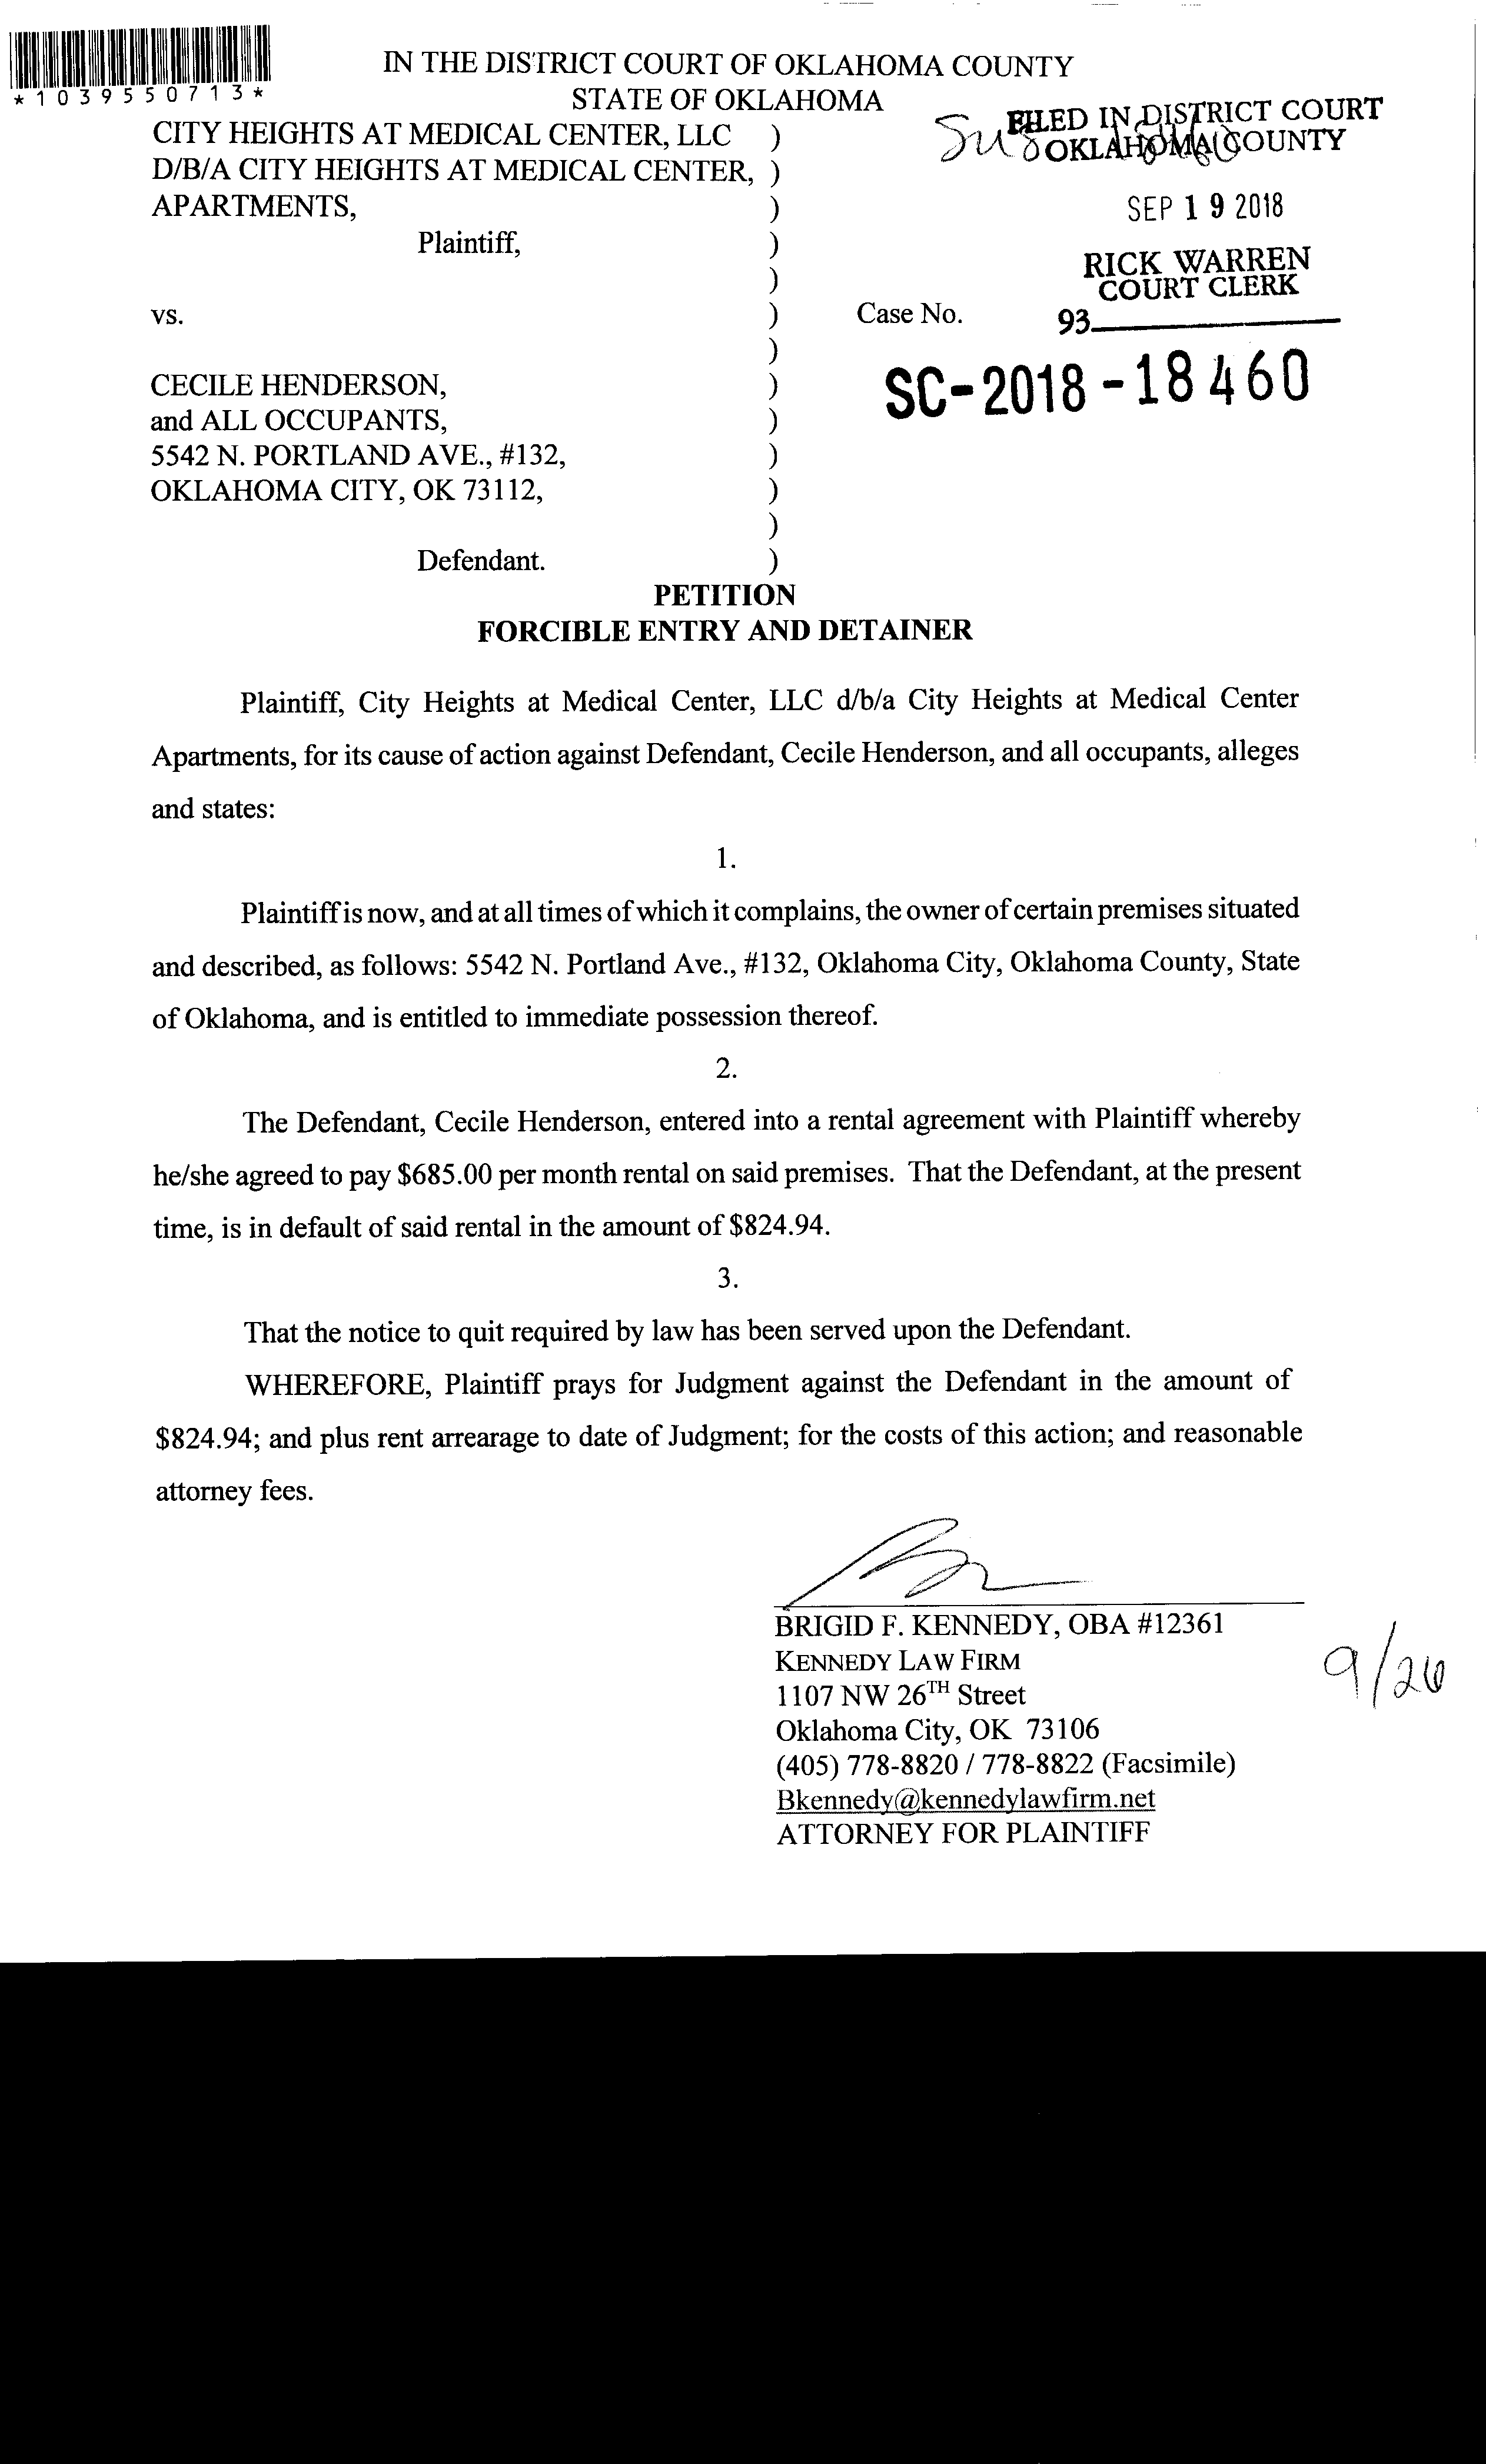 *1039550713*
IN THE DISTRICT COURT OF OKLAHOMA COUNTY
STATE OF OKLAHOMA
FILED IN DISTRICT COURT
OKLAHOMA COUNTY
SEP 19 2018
RICK WARREN
COURT CLERK
93
CITY HEIGHTS AT MEDICAL CENTER, LLC )
D/B/A CITY HEIGHTS AT MEDICAL CENTER, )
APARTMENTS, )
Plaintiff, )
)
vs. ) Case No.
)
SC-2018-18460
CECILE HENDERSON, )
and ALL OCCUPANTS, )
5542 N. PORTLAND AVE., #132, )
OKLAHOMA CITY, OK 73112, )
)
Defendant. )
PETITION
FORCIBLE ENTRY AND DETAINER
Plaintiff, City Heights at Medical Center, LLC d/b/a City Heights at Medical Center
Apartments, for its cause of action against Defendant, Cecile Henderson, and all occupants, alleges
and states:
1.
Plaintiff is now, and at all times of which it complains, the owner of certain premises situated
and described, as follows: 5542 N. Portland Ave., #132, Oklahoma City, Oklahoma County, State
of Oklahoma, and is entitled to immediate possession thereof.
2.
The Defendant, Cecile Henderson, entered into a rental agreement with Plaintiff whereby
he/she agreed to pay $685.00 per month rental on said premises. That the Defendant, at the present
time, is in default of said rental in the amount of $824.94.
3.
That the notice to quit required by law has been served upon the Defendant.
WHEREFORE, Plaintiff prays for Judgment against the Defendant in the amount of
$824.94; and plus rent arrearage to date of Judgment; for the costs of this action; and reasonable
attorney fees.
BRIGID F. KENNEDY, OBA #12361
KENNEDY LAW FIRM
1107 NW 26TH Street
Oklahoma City, OK 73106
(405) 778-8820 / 778-8822 (Facsimile)
Bkennedy@kennedylawfirm.net
ATTORNEY FOR PLAINTIFF
9/26